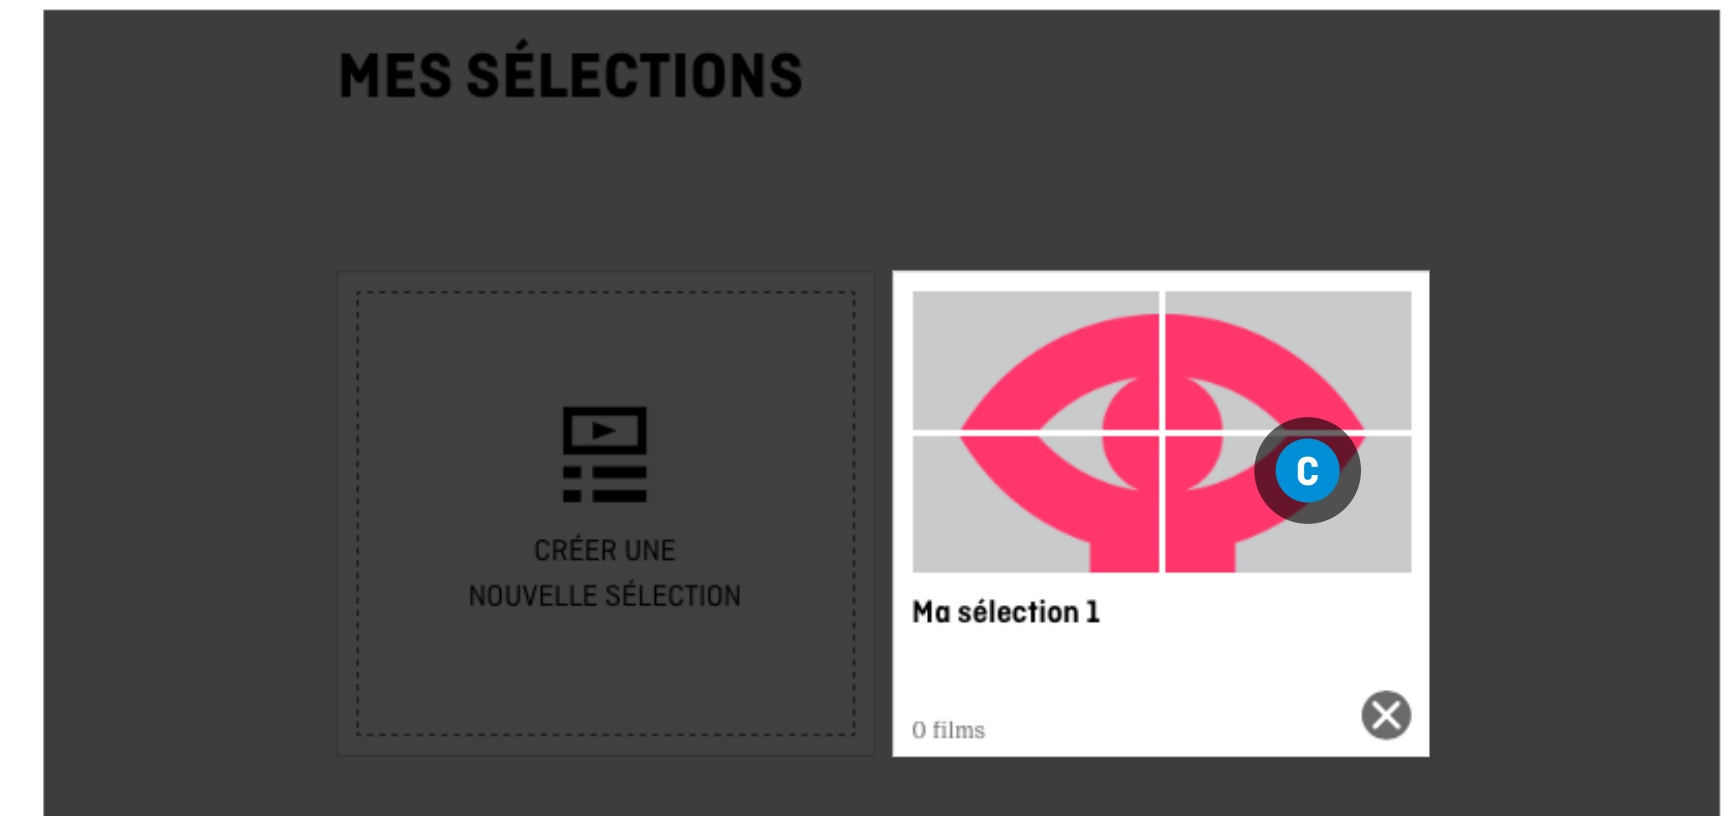 MES SÉLECTIONS
CRÉER UNE
NOUVELLE SÉLECTION
C
Ma sélection 1
0 films